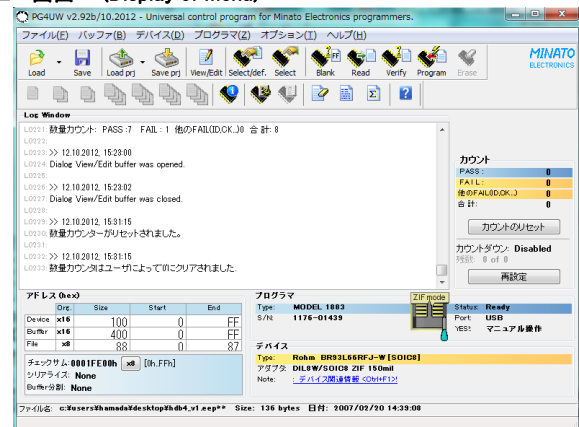 画面 (Display of Menu)
PG4UW v2.92b/10.2012 - Universal control program for Minato Electronics programmers.
ファイル(F) バッファ(B) デバイス(D) プログラマ(Z) オプション(T) ヘルプ(H)
Load Save Load prj Save prj View/Edit Select/def. Select Blank Read Verify Program Erase
MINATO
ELECTRONICS
Log Window
L0221: 数量カウント: PASS :7 FAIL : 1 他のFAIL(ID,CK..)0 合計: 8
L0222:
L0223: >> 12.10.2012, 15:23:00
L0224: Dialog View/Edit buffer was opened.
L0225:
L0226: >> 12.10.2012, 15:23:02
L0227: Dialog View/Edit buffer was closed.
L0228:
L0229: >> 12.10.2012, 15:31:15
L0230: 数量カウンターがリセットされました。
L0231:
L0232: >> 12.10.2012, 15:31:15
L0233: 数量カウンタはユーザによって'0'にクリアされました.
カウント
PASS : 0
FAIL : 0
他のFAIL(ID,CK..) 0
合計: 0
カウントのリセット
カウントダウン: Disabled
残数: 0 of 0
再設定
アドレス (hex)
Org. Size Start End
Device x16 100 0 FF
Buffer x16 400 0 FF
File x8 88 0 87
チェックサム: 0001FE00h x8 [0h..FFh]
シリアライズ: None
Buffer分割: None
プログラマ
Type: MODEL 1883
S/N: 1176-01439
ZIF mode
Status: Ready
Port: USB
YES!: マニュアル操作
デバイス
Type: Rohm BR93L66RFJ-W [SOIC8]
アダプタ: DIL8W/SOIC8 ZIF 150mil
Note: : デバイス関連情報 <Ctrl+F1>!
ファイル名: c:¥users¥hamada¥desktop¥hdb4_v1.eep** Size: 136 bytes 日付: 2007/02/20 14:39:08